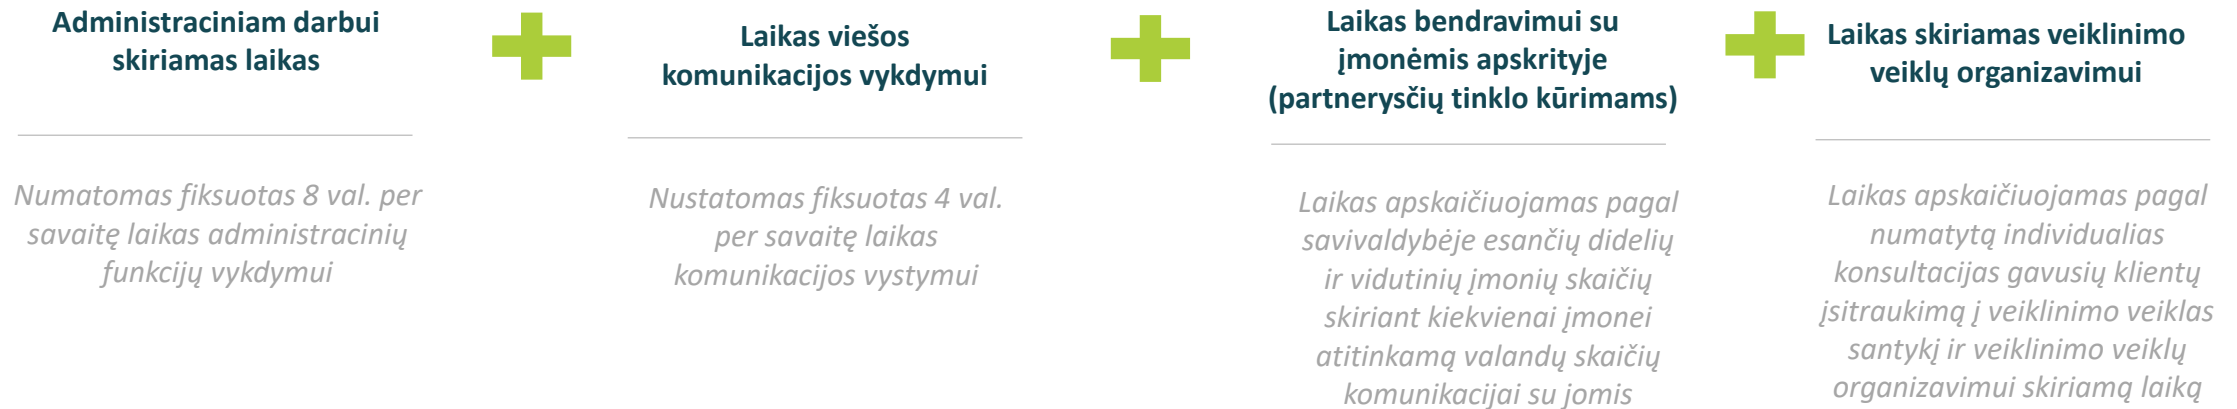 Administraciniam darbui
skiriamas laikas
Numatomas fiksuotas 8 val. per
savaitę laikas administracinių
funkcijų vykdymui
Laikas viešos
komunikacijos vykdymui
Nustatomas fiksuotas 4 val.
per savaitę laikas
komunikacijos vystymui
Laikas bendravimui su
įmonėmis apskrityje
(partnerysčių tinklo kūrimams)
Laikas apskaičiuojamas pagal
savivaldybėje esančių didelių
ir vidutinių įmonių skaičių
skiriant kiekvienai įmonei
atitinkamą valandų skaičių
komunikacijai su jomis
Laikas skiriamas veiklinimo
veiklų organizavimui
Laikas apskaičiuojamas pagal
numatytą individualias
konsultacijas gavusių klientų
įsitraukimą į veiklinimo veiklas
santykį ir veiklinimo veiklų
organizavimui skiriamą laiką